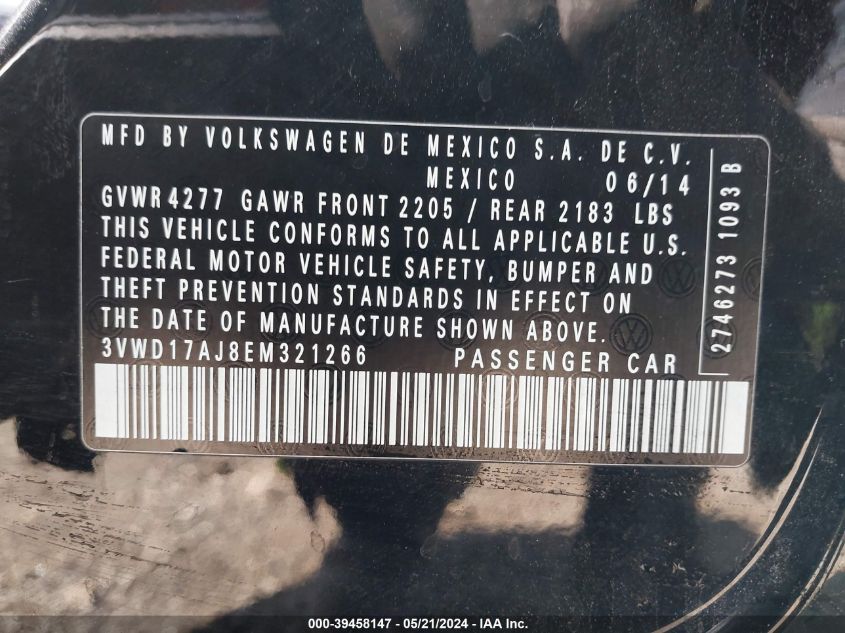 MFD BY VOLKSWAGEN DE MEXICO S.A. DE C.V.
MEXICO 06/14
GVWR 4277 GAWR FRONT 2205 / REAR 2183 LBS
THIS VEHICLE CONFORMS TO ALL APPLICABLE U.S.
FEDERAL MOTOR VEHICLE SAFETY, BUMPER AND
THEFT PREVENTION STANDARDS IN EFFECT ON
THE DATE OF MANUFACTURE SHOWN ABOVE.
3VWD17AJ8EM321266 PASSENGER CAR
2746273 1093 B
000-39458147 - 05/21/2024 - IAA Inc.